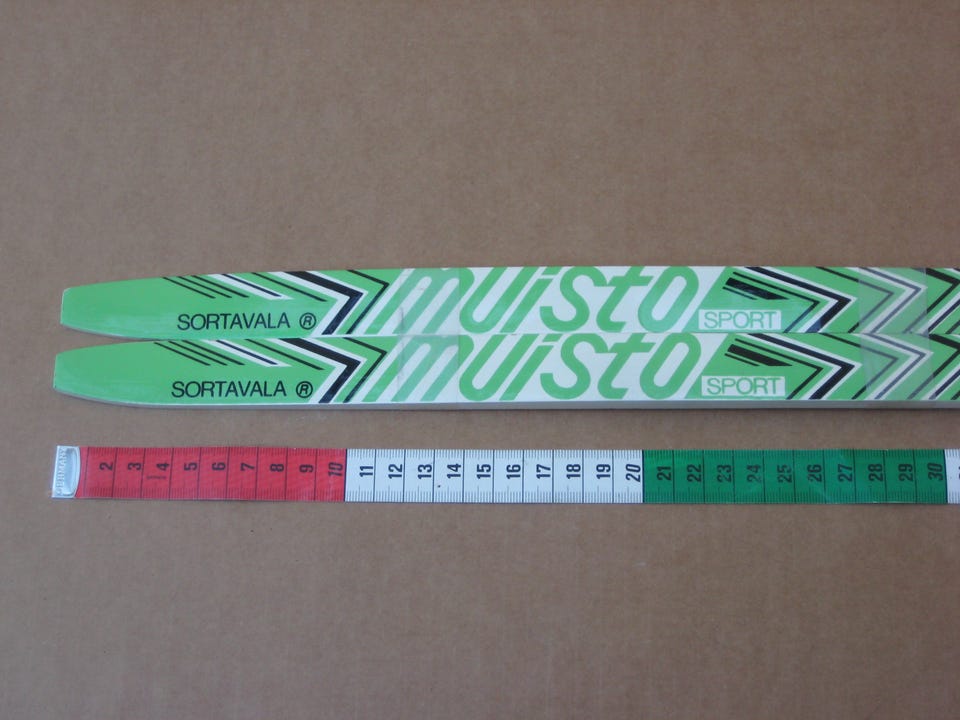 SORTAVALA ® muisto SPORT
SORTAVALA ® muisto SPORT
GERMANY 2 3 4 5 6 7 8 9 10 11 12 13 14 15 16 17 18 19 20 21 22 23 24 25 26 27 28 29 30